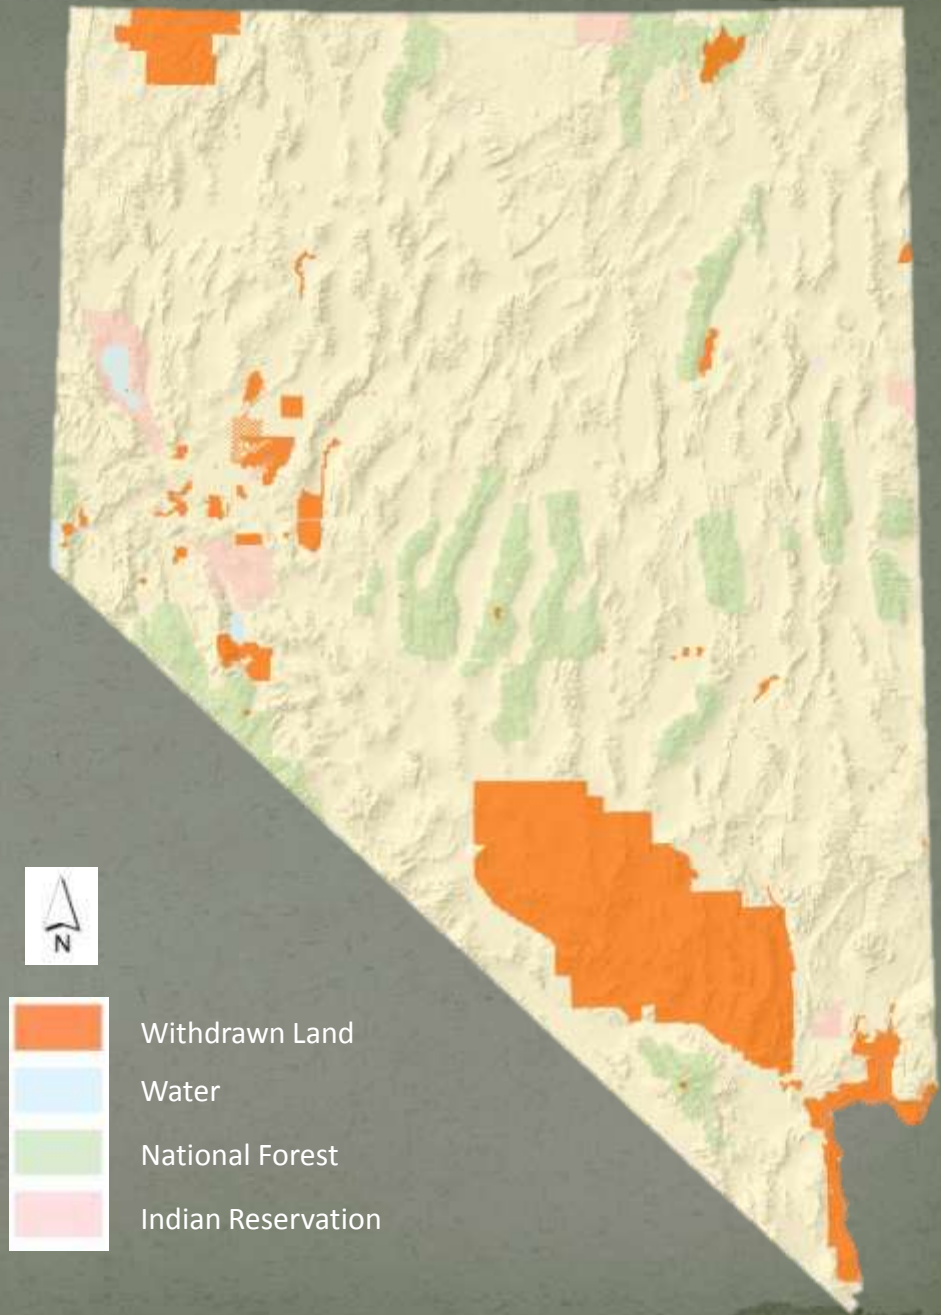 N
Withdrawn Land
Water
National Forest
Indian Reservation